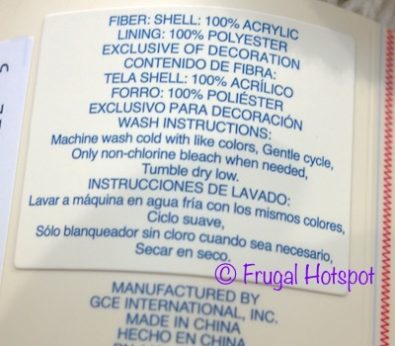 FIBER: SHELL: 100% ACRYLIC
LINING: 100% POLYESTER
EXCLUSIVE OF DECORATION
CONTENIDO DE FIBRA:
TELA SHELL: 100% ACRÍLICO
FORRO: 100% POLIÉSTER
EXCLUSIVO PARA DECORACIÓN
WASH INSTRUCTIONS:
Machine wash cold with like colors, Gentle cycle,
Only non-chlorine bleach when needed,
Tumble dry low.
INSTRUCCIONES DE LAVADO:
Lavar a máquina en agua fría con los mismos colores,
Ciclo suave,
Sólo blanqueador sin cloro cuando sea necesario,
Secar en seco.
© Frugal Hotspot
MANUFACTURED BY
GCE INTERNATIONAL, INC.
MADE IN CHINA
HECHO EN CHINA